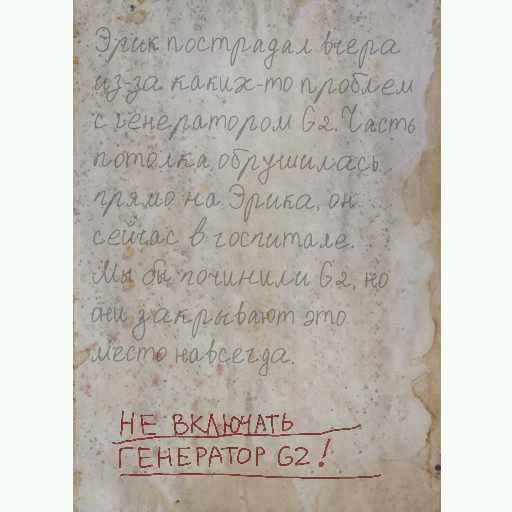 Эрик пострадал вчера
из-за каких-то проблем
с генератором G2. Часть
потолка обрушилась
прямо на Эрика, он
сейчас в госпитале.
Мы бы починили G2, но
они закрывают это
место навсегда.
НЕ ВКЛЮЧАТЬ
ГЕНЕРАТОР G2!